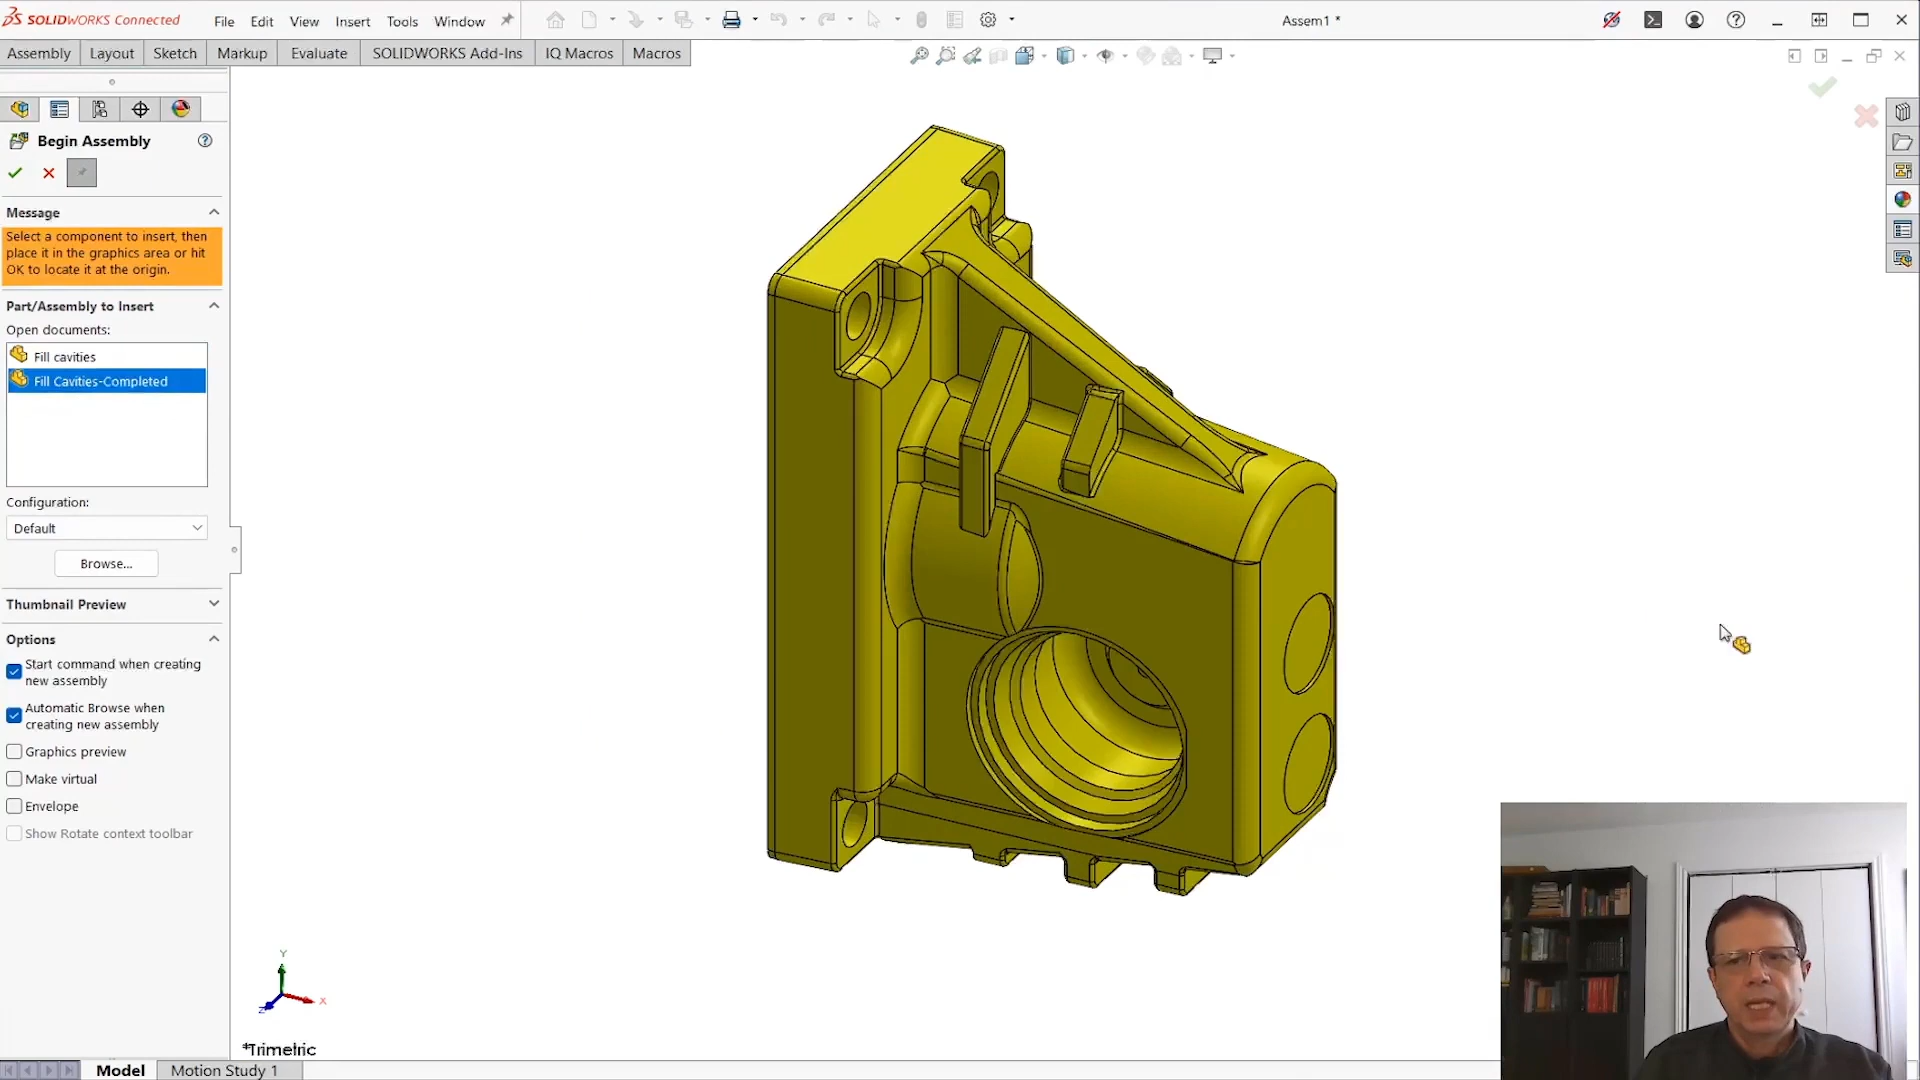 SOLIDWORKS Connected
File Edit View Insert Tools Window
Assem1 *
Assembly Layout Sketch Markup Evaluate SOLIDWORKS Add-Ins IQ Macros Macros
Begin Assembly
Message
Select a component to insert, then
place it in the graphics area or hit
OK to locate it at the origin.
Part/Assembly to Insert
Open documents:
Fill cavities
Fill Cavities-Completed
Configuration:
Default
Browse...
Thumbnail Preview
Options
Start command when creating
new assembly
Automatic Browse when
creating new assembly
Graphics preview
Make virtual
Envelope
Show Rotate context toolbar
Y
X
Z
*Trimetric
Model Motion Study 1